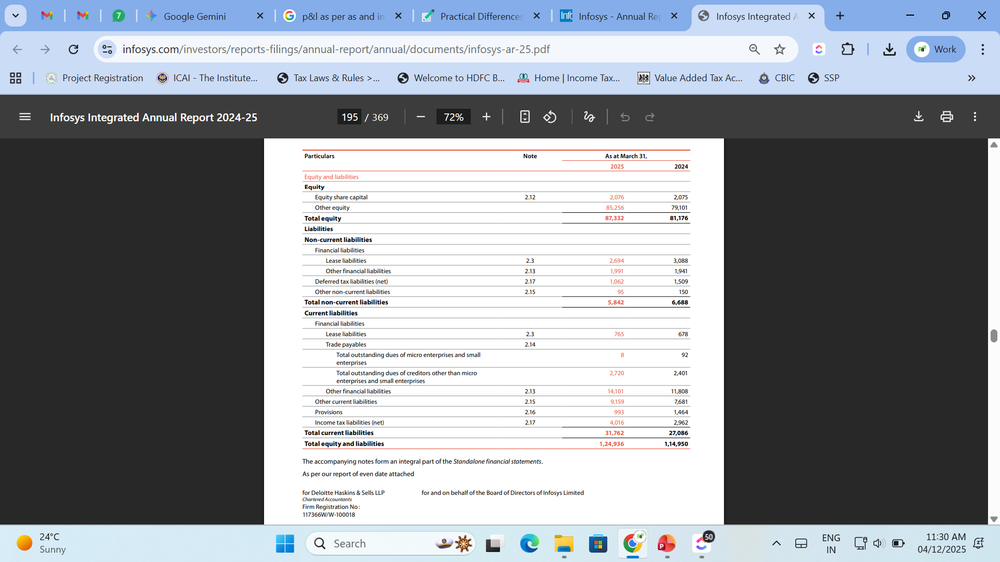 7
Google Gemini
p&l as per as and in
Practical Differences
Infosys - Annual Re
Infosys Integrated A
infosys.com/investors/reports-filings/annual-report/annual/documents/infosys-ar-25.pdf
Work
Project Registration
ICAI - The Institute...
Tax Laws & Rules >...
Welcome to HDFC B...
Home | Income Tax...
Value Added Tax Ac...
CBIC
SSP
Infosys Integrated Annual Report 2024-25
195 / 369
72%
Particulars Note As at March 31,
2025 2024
Equity and liabilities
Equity
Equity share capital 2.12 2,076 2,075
Other equity 85,256 79,101
Total equity 87,332 81,176
Liabilities
Non-current liabilities
Financial liabilities
Lease liabilities 2.3 2,694 3,088
Other financial liabilities 2.13 1,991 1,941
Deferred tax liabilities (net) 2.17 1,062 1,509
Other non-current liabilities 2.15 95 150
Total non-current liabilities 5,842 6,688
Current liabilities
Financial liabilities
Lease liabilities 2.3 765 678
Trade payables 2.14
Total outstanding dues of micro enterprises and small 8 92
enterprises
Total outstanding dues of creditors other than micro 2,720 2,401
enterprises and small enterprises
Other financial liabilities 2.13 14,101 11,808
Other current liabilities 2.15 9,159 7,681
Provisions 2.16 993 1,464
Income tax liabilities (net) 2.17 4,016 2,962
Total current liabilities 31,762 27,086
Total equity and liabilities 1,24,936 1,14,950
The accompanying notes form an integral part of the Standalone financial statements.
As per our report of even date attached
for Deloitte Haskins & Sells LLP for and on behalf of the Board of Directors of Infosys Limited
Chartered Accountants
Firm Registration No :
117366W/W-100018
24°C
Sunny
Search
50
ENG
IN
11:30 AM
04/12/2025